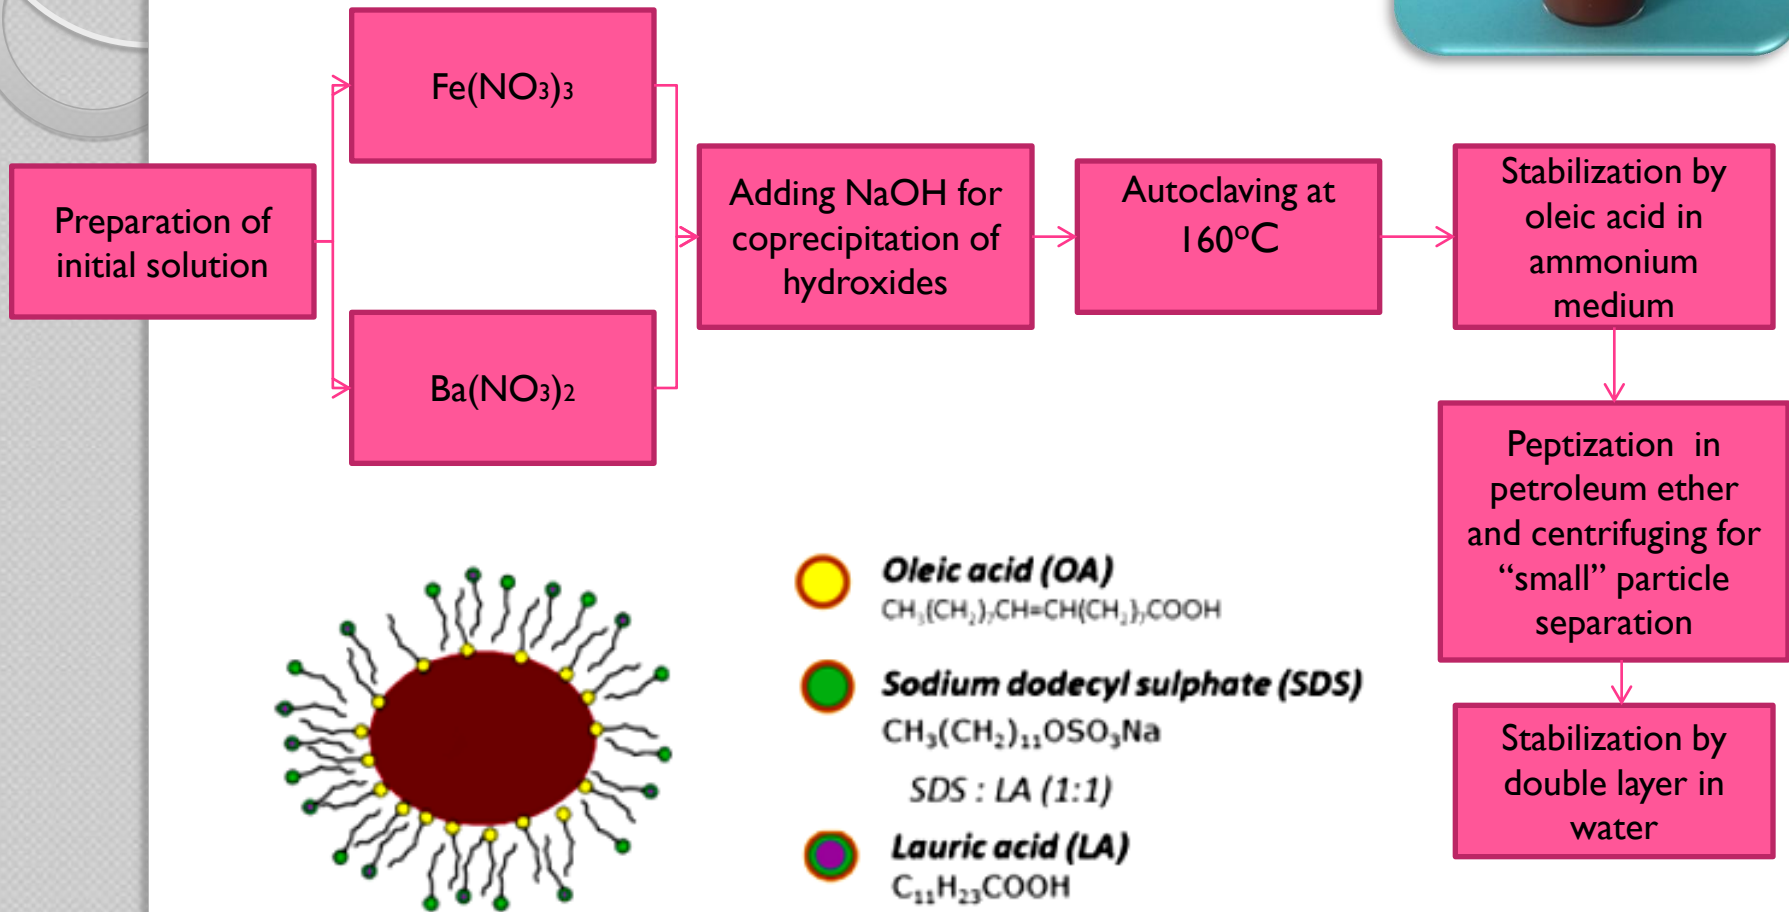 Preparation of
initial solution
Fe(NO₃)₃
Ba(NO₃)₂
Adding NaOH for
coprecipitation of
hydroxides
Autoclaving at
160°C
Stabilization by
oleic acid in
ammonium
medium
Peptization in
petroleum ether
and centrifuging for
“small” particle
separation
Stabilization by
double layer in
water
Oleic acid (OA)
CH₃(CH₂)₇CH=CH(CH₂)₇COOH
Sodium dodecyl sulphate (SDS)
CH₃(CH₂)₁₁OSO₃Na
SDS : LA (1:1)
Lauric acid (LA)
C₁₁H₂₃COOH